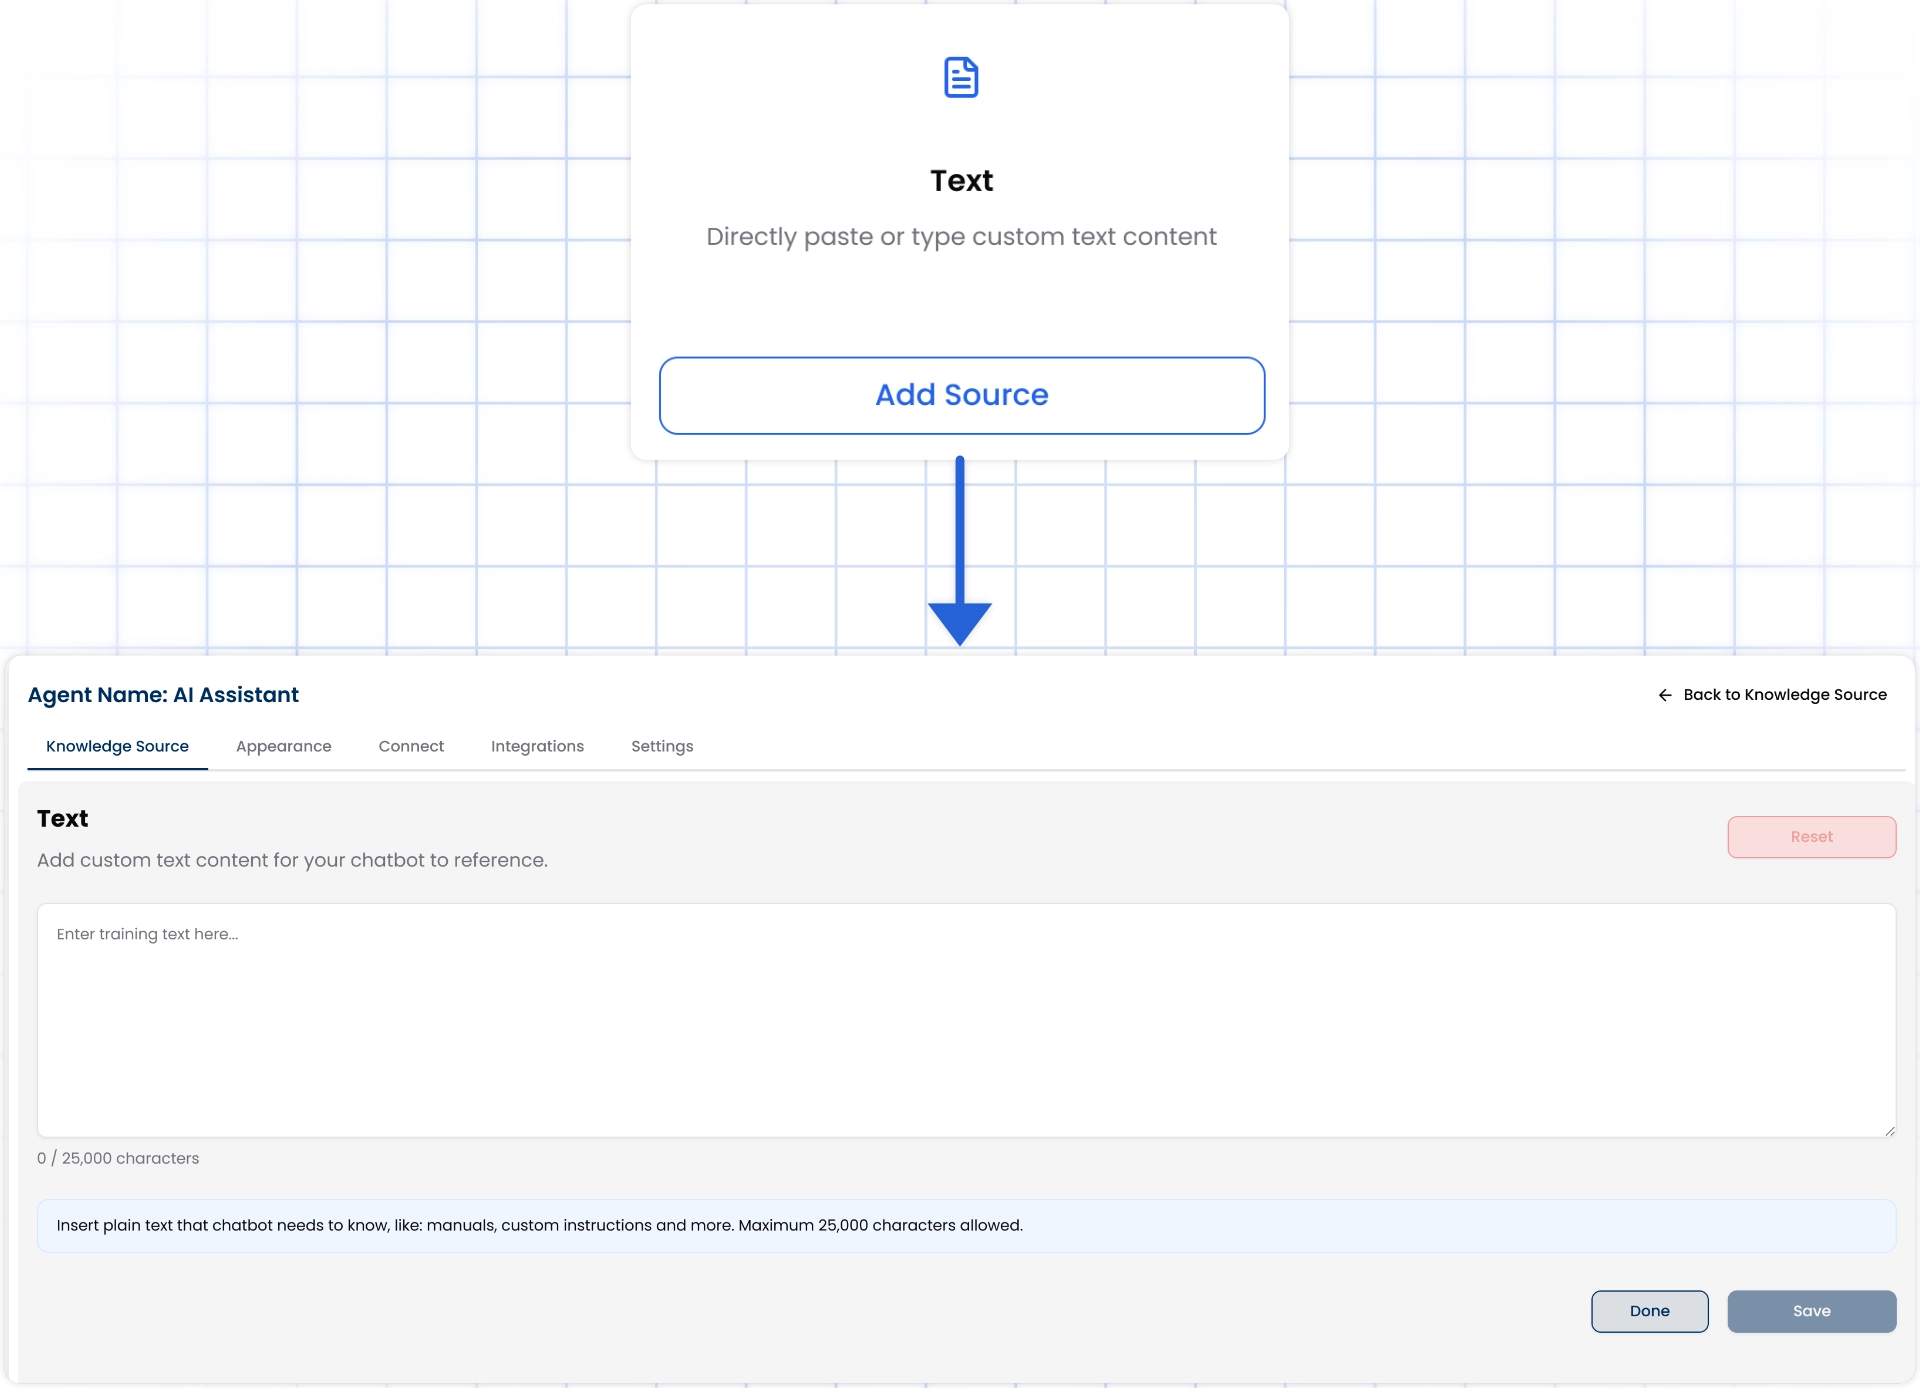 Text
Directly paste or type custom text content
Add Source
Agent Name: AI Assistant
Back to Knowledge Source
Knowledge Source
Appearance
Connect
Integrations
Settings
Text
Add custom text content for your chatbot to reference.
Reset
Enter training text here...
0 / 25,000 characters
Insert plain text that chatbot needs to know, like: manuals, custom instructions and more. Maximum 25,000 characters allowed.
Done
Save